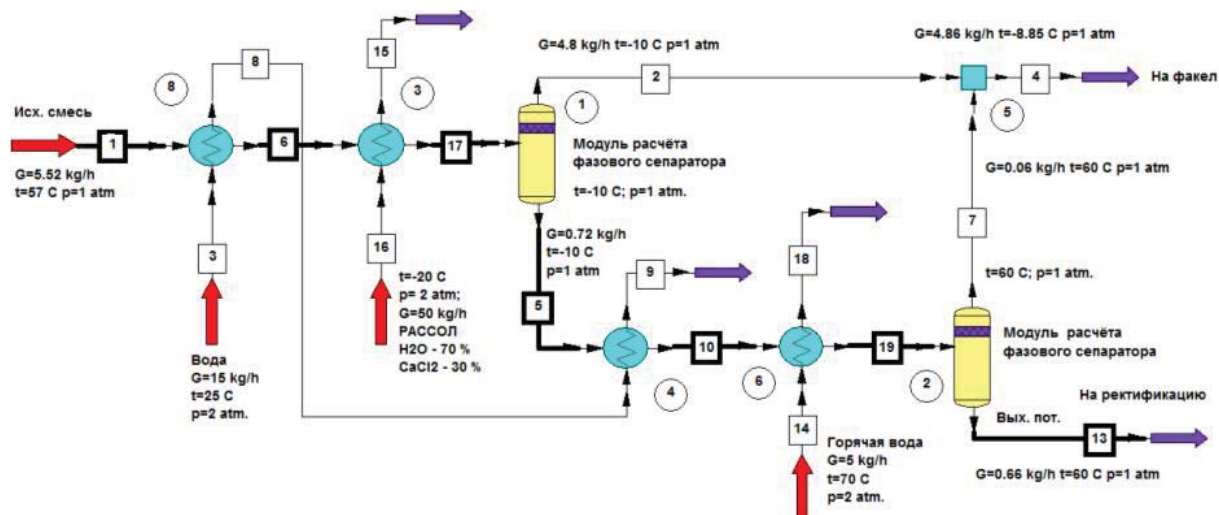 8
15
G=4.8 kg/h t=-10 C p=1 atm
G=4.86 kg/h t=-8.85 C p=1 atm
2
4
На факел
8
3
1
5
Исх. смесь
1
6
17
Модуль расчёта
фазового сепаратора
G=5.52 kg/h
t=57 C p=1 atm
t=-10 C; p=1 atm.
G=0.06 kg/h t=60 C p=1 atm
3
16
G=0.72 kg/h
t=-10 C
p=1 atm
18
7
t=-20 C
p= 2 atm;
G=50 kg/h
РАССОЛ
H2O - 70 %
CaCl2 - 30 %
9
t=60 C; p=1 atm.
5
Модуль расчёта
фазового сепаратора
10
19
Вода
G=15 kg/h
t=25 C
p=2 atm.
4
6
2
На ректификацию
14
Вых. пот.
13
Горячая вода
G=5 kg/h
t=70 C
p=2 atm.
G=0.66 kg/h t=60 C p=1 atm